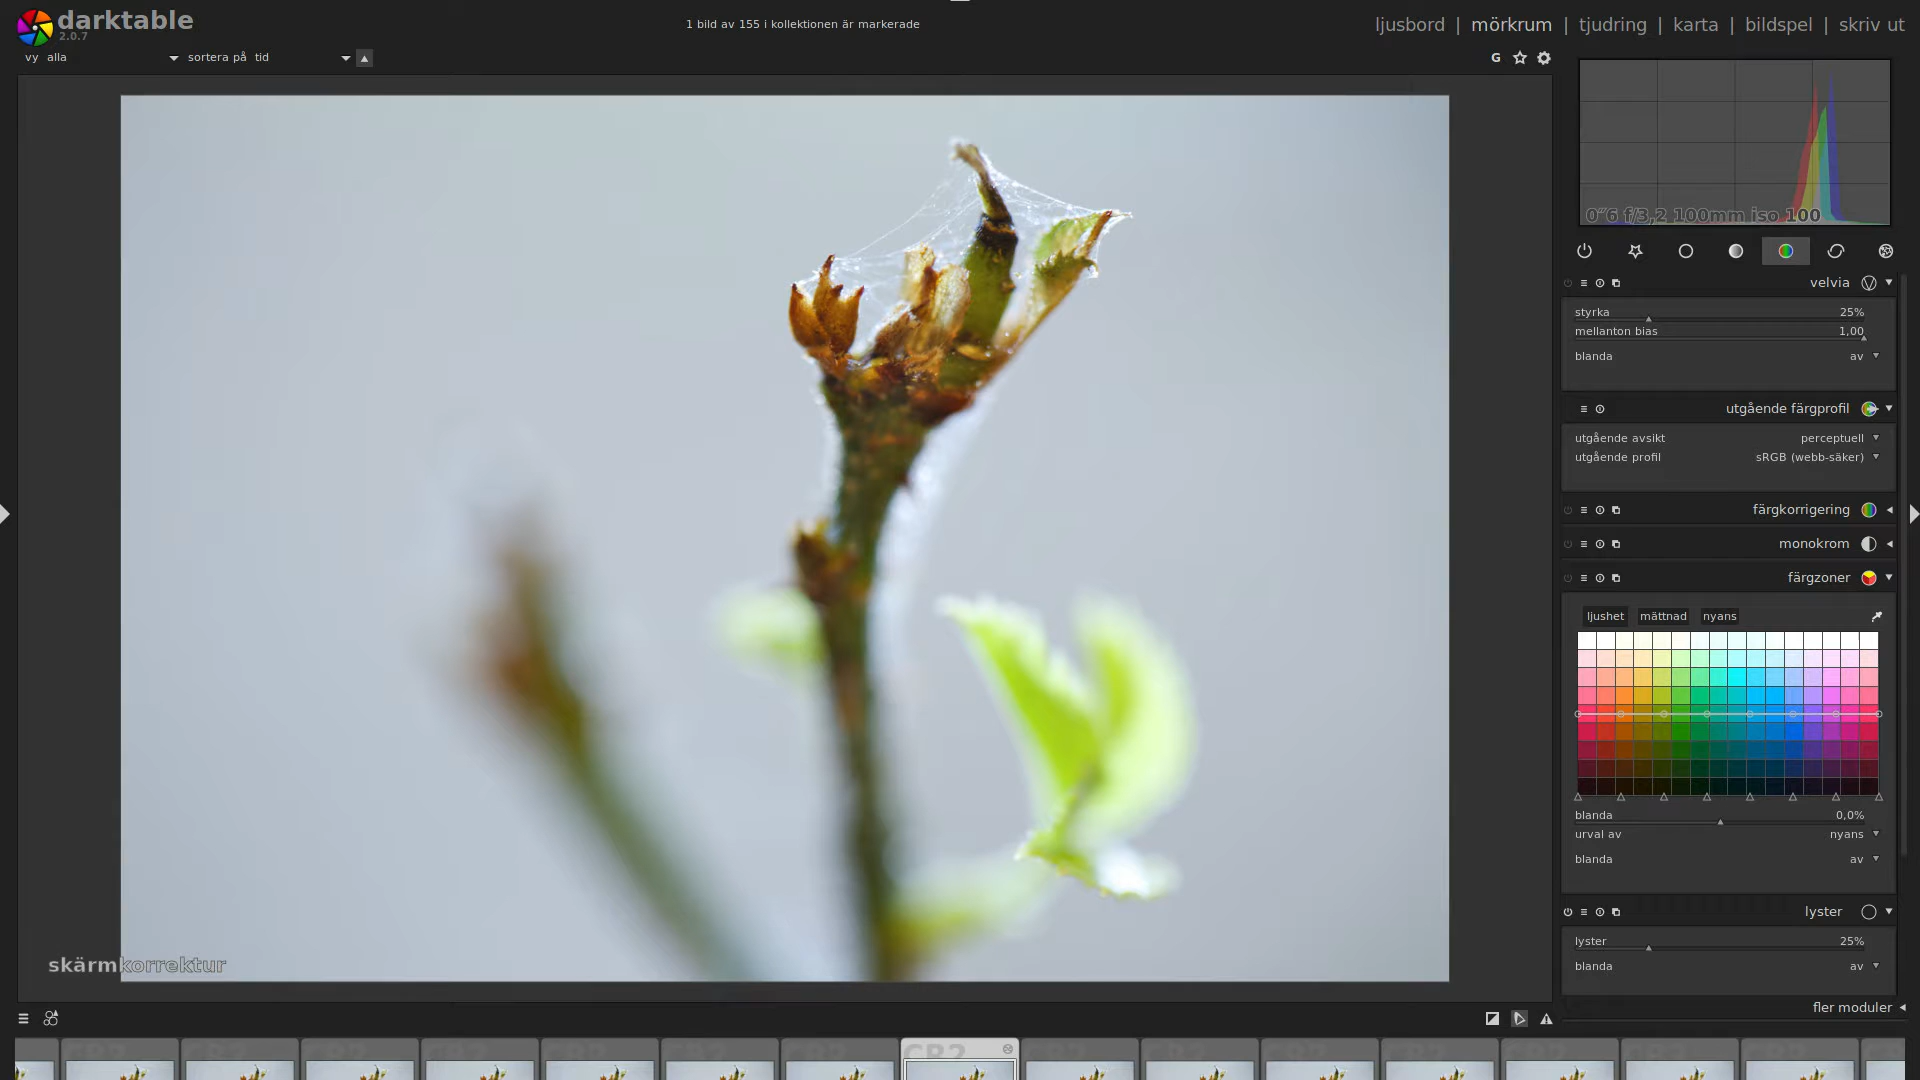 darktable
2.0.7
1 bild av 155 i kollektionen är markerade
ljusbord | mörkrum | tjudring | karta | bildspel | skriv ut
vy alla
sortera på tid
G
0"6 f/3,2 100mm iso 100
velvia
styrka 25%
mellanton bias 1,00
blanda av
utgående färgprofil
utgående avsikt perceptuell
utgående profil sRGB (webb-säker)
färgkorrigering
monokrom
färgzoner
ljushet mättnad nyans
blanda 0,0%
urval av nyans
blanda av
lyster
lyster 25%
blanda av
skärmkorrektur
fler moduler
CR2